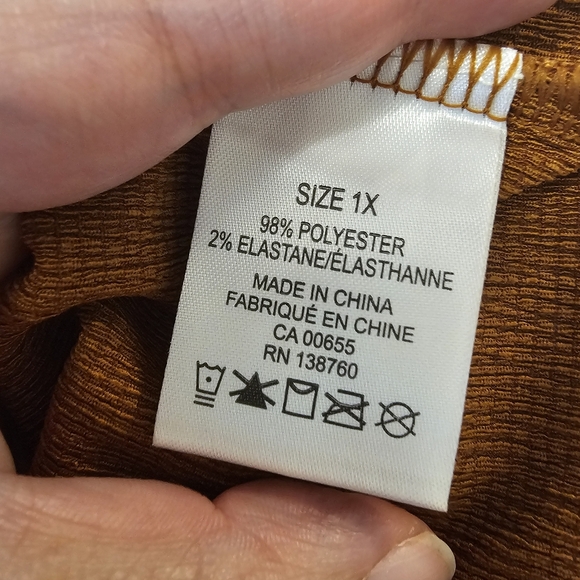 SIZE 1X
98% POLYESTER
2% ELASTANE/ÉLASTHANNE
MADE IN CHINA
FABRIQUÉ EN CHINE
CA 00655
RN 138760